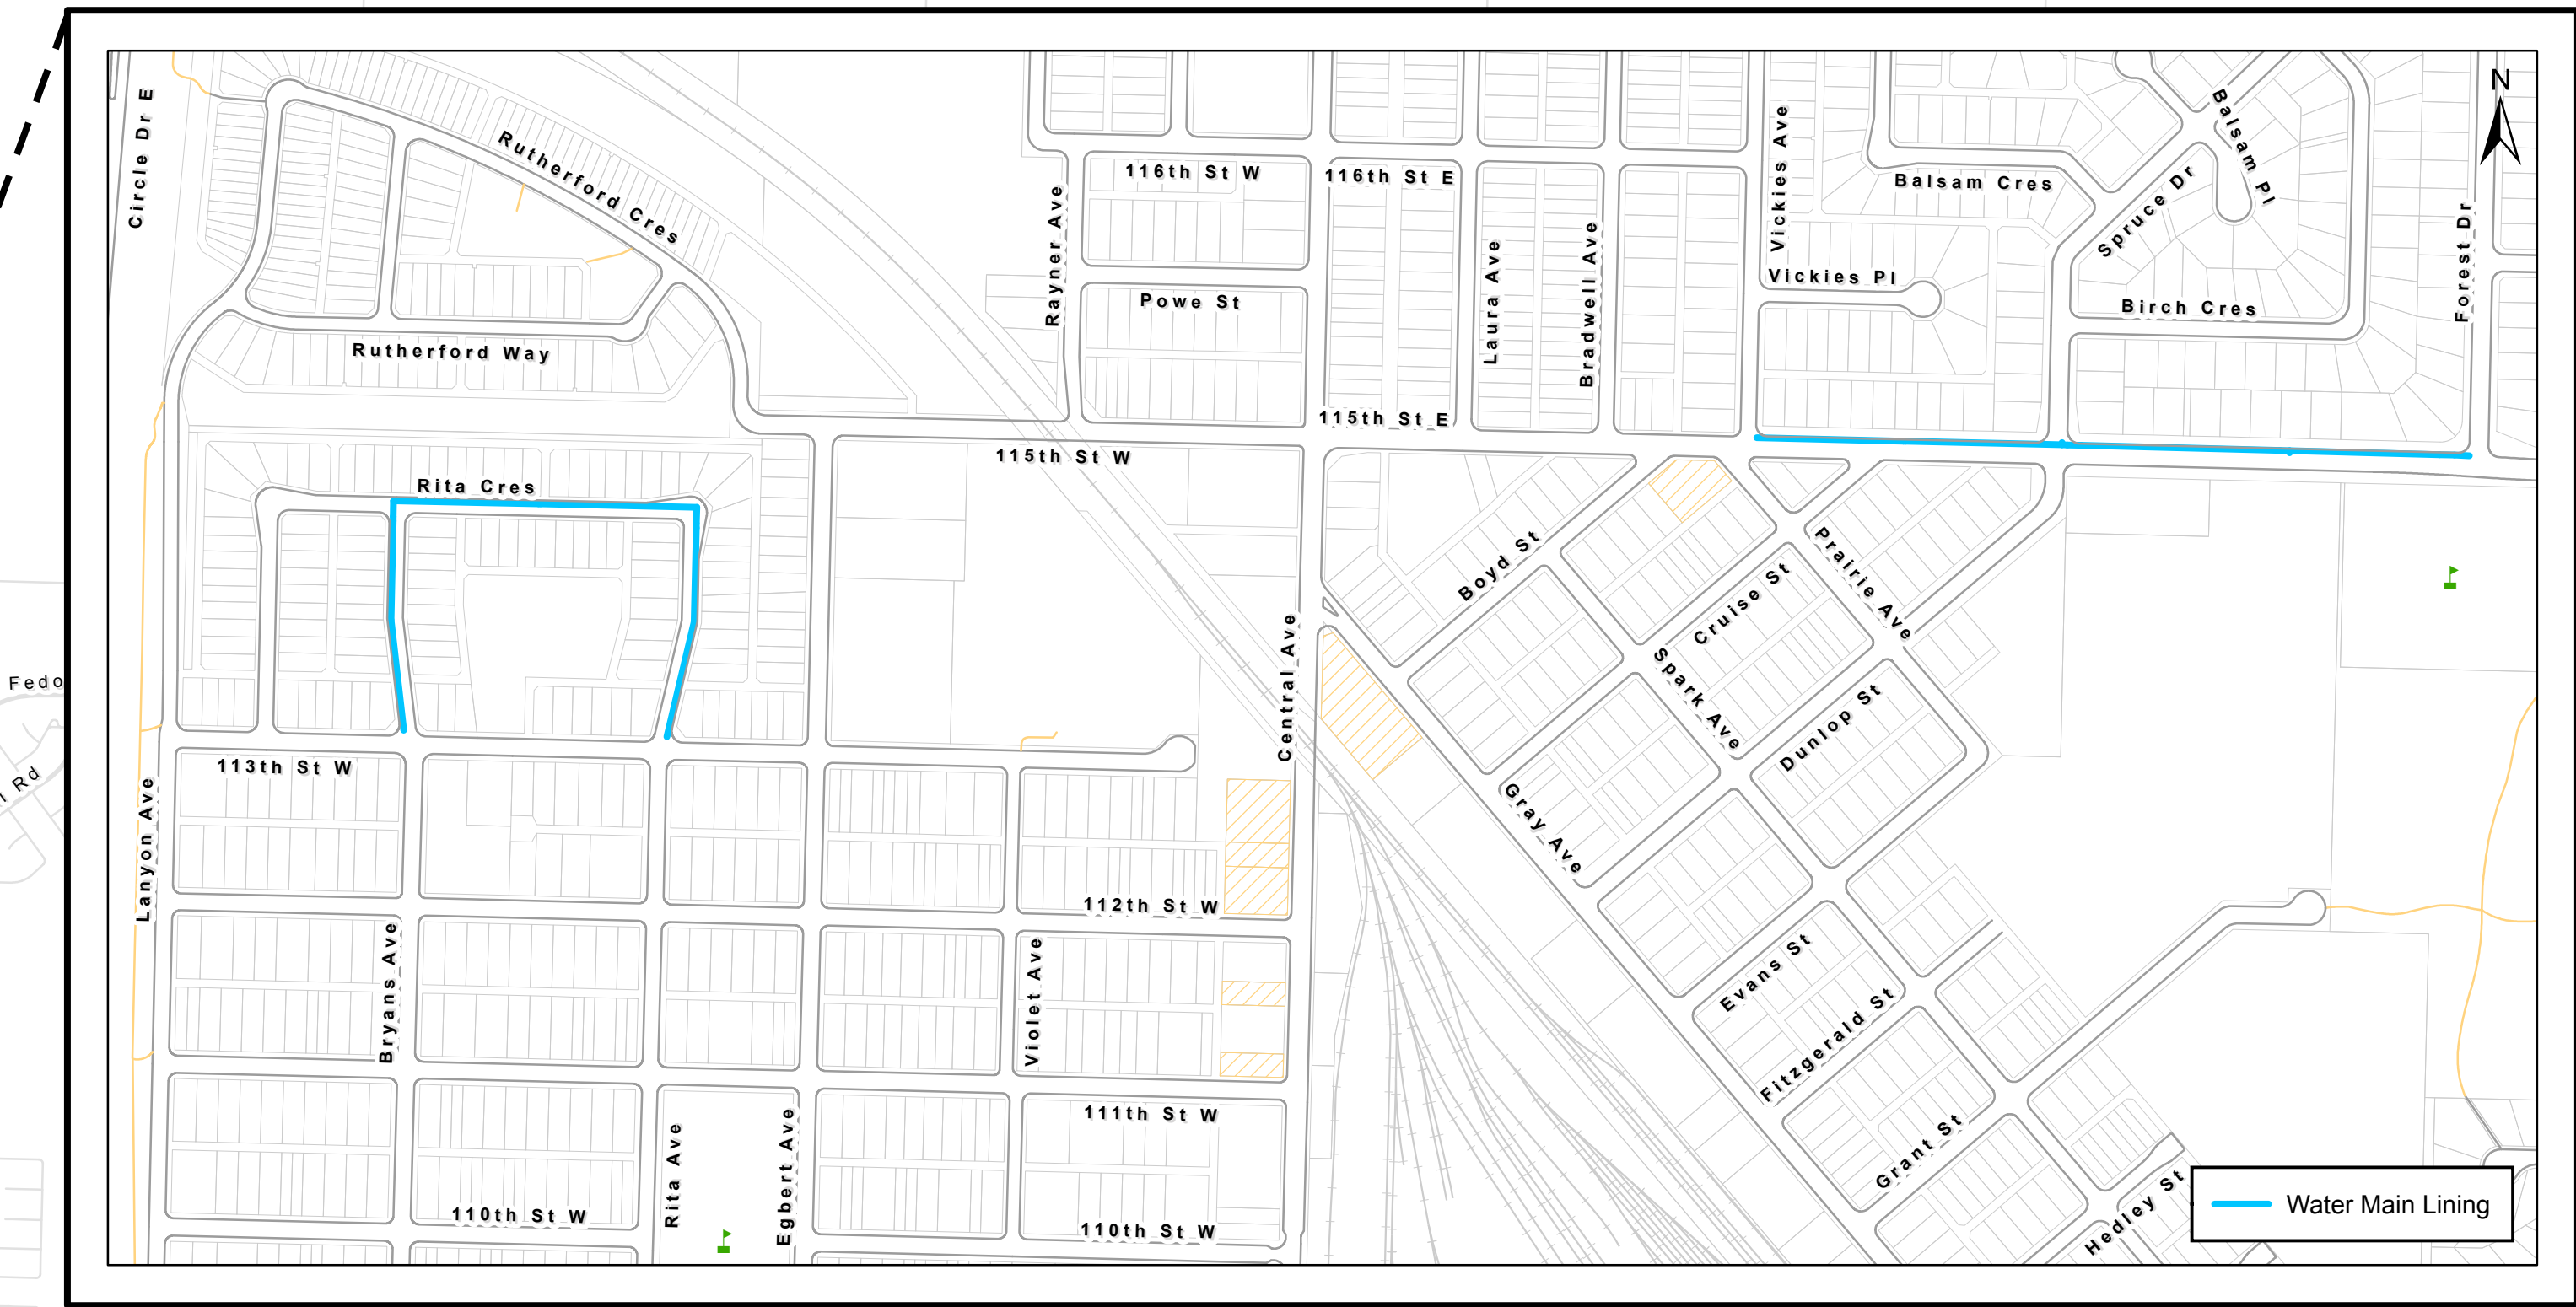 N
Circle Dr E
Rutherford Cres
Rayner Ave
116th St W
116th St E
Vickies Ave
Balsam Pl
Balsam Cres
Spruce Dr
Forest Dr
Laura Ave
Bradwell Ave
Vickies Pl
Powe St
Birch Cres
Rutherford Way
115th St E
115th St W
Rita Cres
Boyd St
Prairie Ave
Cruise St
Central Ave
Spark Ave
Dunlop St
Fedo
Rd
113th St W
Lanyon Ave
Gray Ave
112th St W
Bryans Ave
Violet Ave
Evans St
Fitzgerald St
111th St W
Rita Ave
Egbert Ave
Grant St
110th St W
110th St W
Hedley St
Water Main Lining